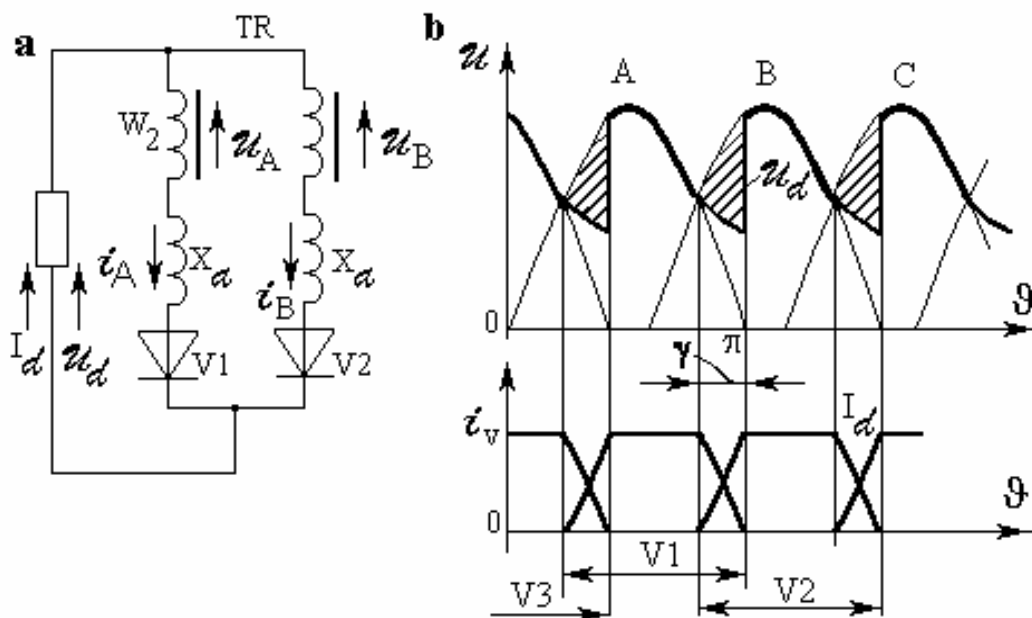 a
TR
W2
𝓊A
𝓊B
iA
Xa
iB
Xa
Id
𝓊d
V1
V2
b
𝓊
A
B
C
𝓊d
0
ϑ
γ
π
iv
Id
0
ϑ
V1
V3
V2